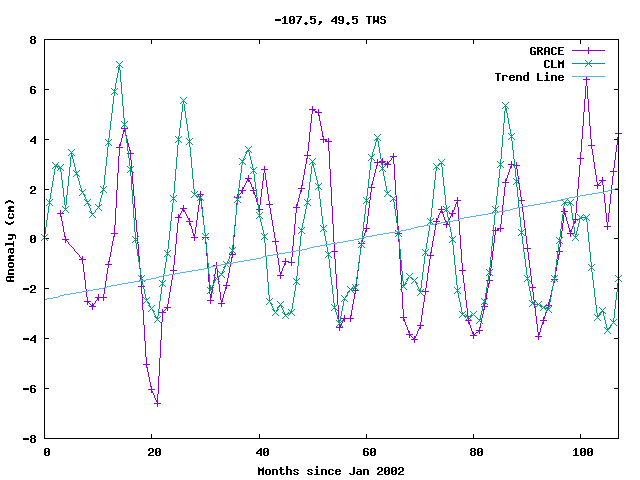 -107.5, 49.5 TWS
GRACE
CLM
Trend Line
Anomaly (cm)
8
6
4
2
0
-2
-4
-6
-8
0 20 40 60 80 100
Months since Jan 2002